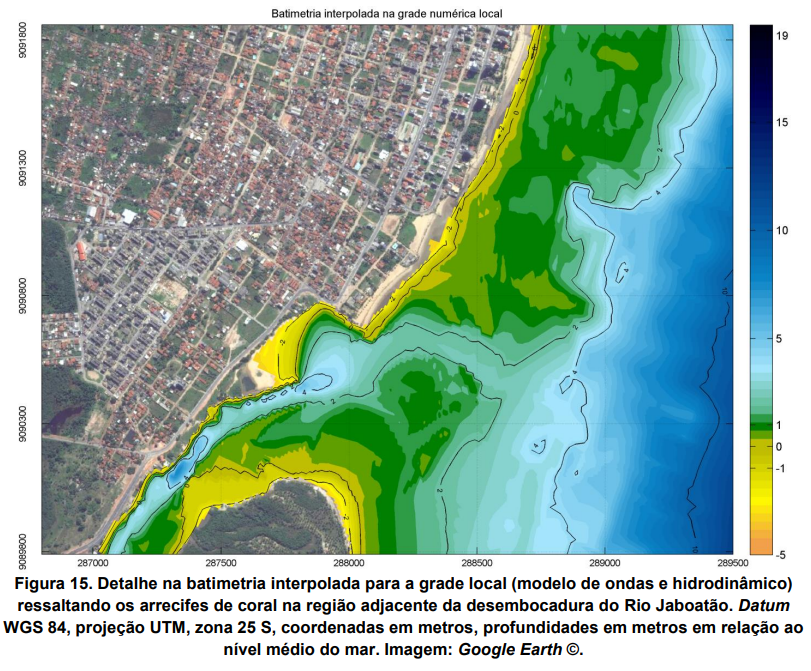 Batimetria interpolada na grade numérica local
9091800
9091300
9090800
9090300
9089800
287000 287500 288000 288500 289000 289500
19
15
10
5
1
0
-1
-5
Figura 15. Detalhe na batimetria interpolada para a grade local (modelo de ondas e hidrodinâmico)
ressaltando os arrecifes de coral na região adjacente da desembocadura do Rio Jaboatão. Datum
WGS 84, projeção UTM, zona 25 S, coordenadas em metros, profundidades em metros em relação ao
nível médio do mar. Imagem: Google Earth ©.